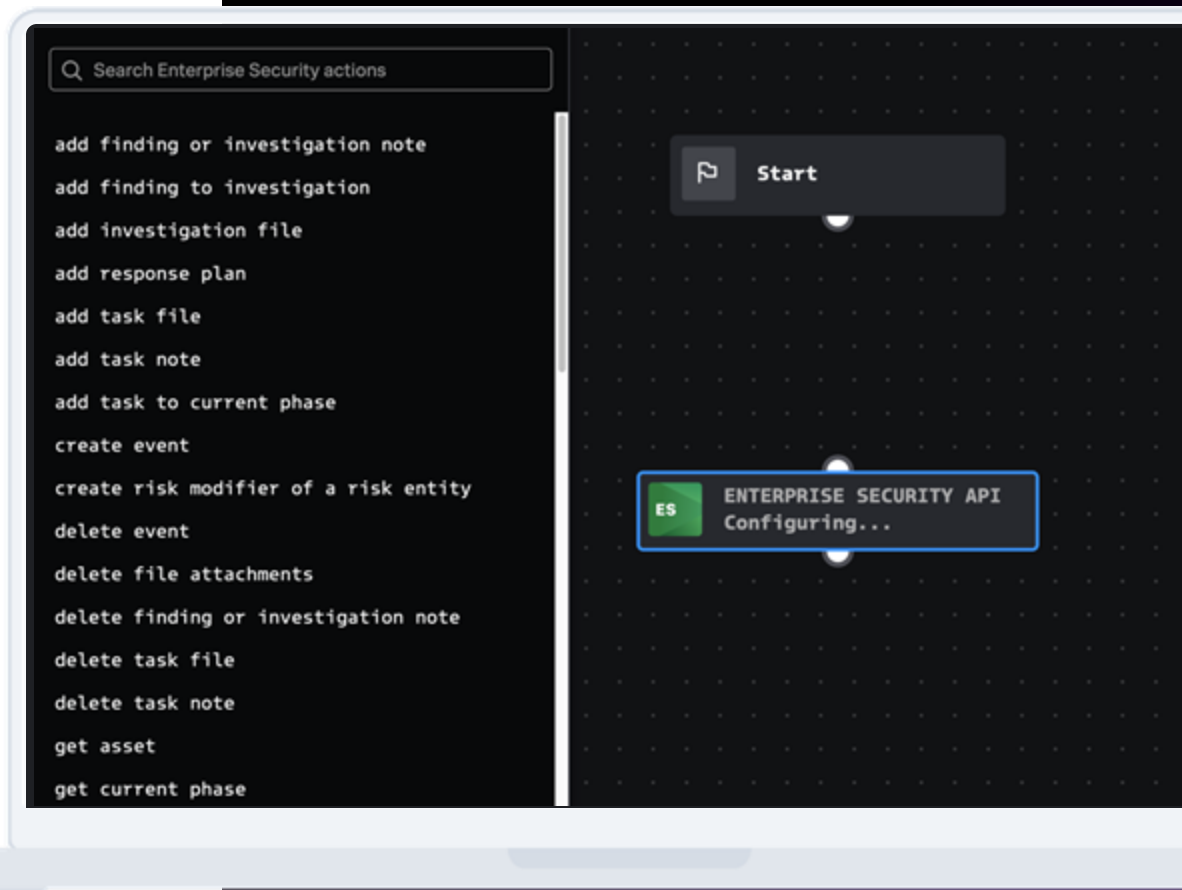 Search Enterprise Security actions
add finding or investigation note
add finding to investigation
add investigation file
add response plan
add task file
add task note
add task to current phase
create event
create risk modifier of a risk entity
delete event
delete file attachments
delete finding or investigation note
delete task file
delete task note
get asset
get current phase
Start
ES
ENTERPRISE SECURITY API
Configuring...